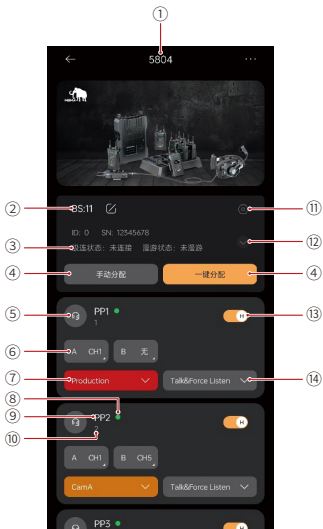 ①
5804
② BS:11 ⑪
ID: 0 SN: 12345678 ⑫
③ 级连状态：未连接 漫游状态：未漫游
④ 手动分配 一键分配 ④
⑤ PP1 H ⑬
1
⑥ A CH1 B 无
⑦ Production Talk&Force Listen ⑭
⑧
⑨ PP2 H
⑩ 2
A CH1 B CH5
CamA Talk&Force Listen
PP3 H